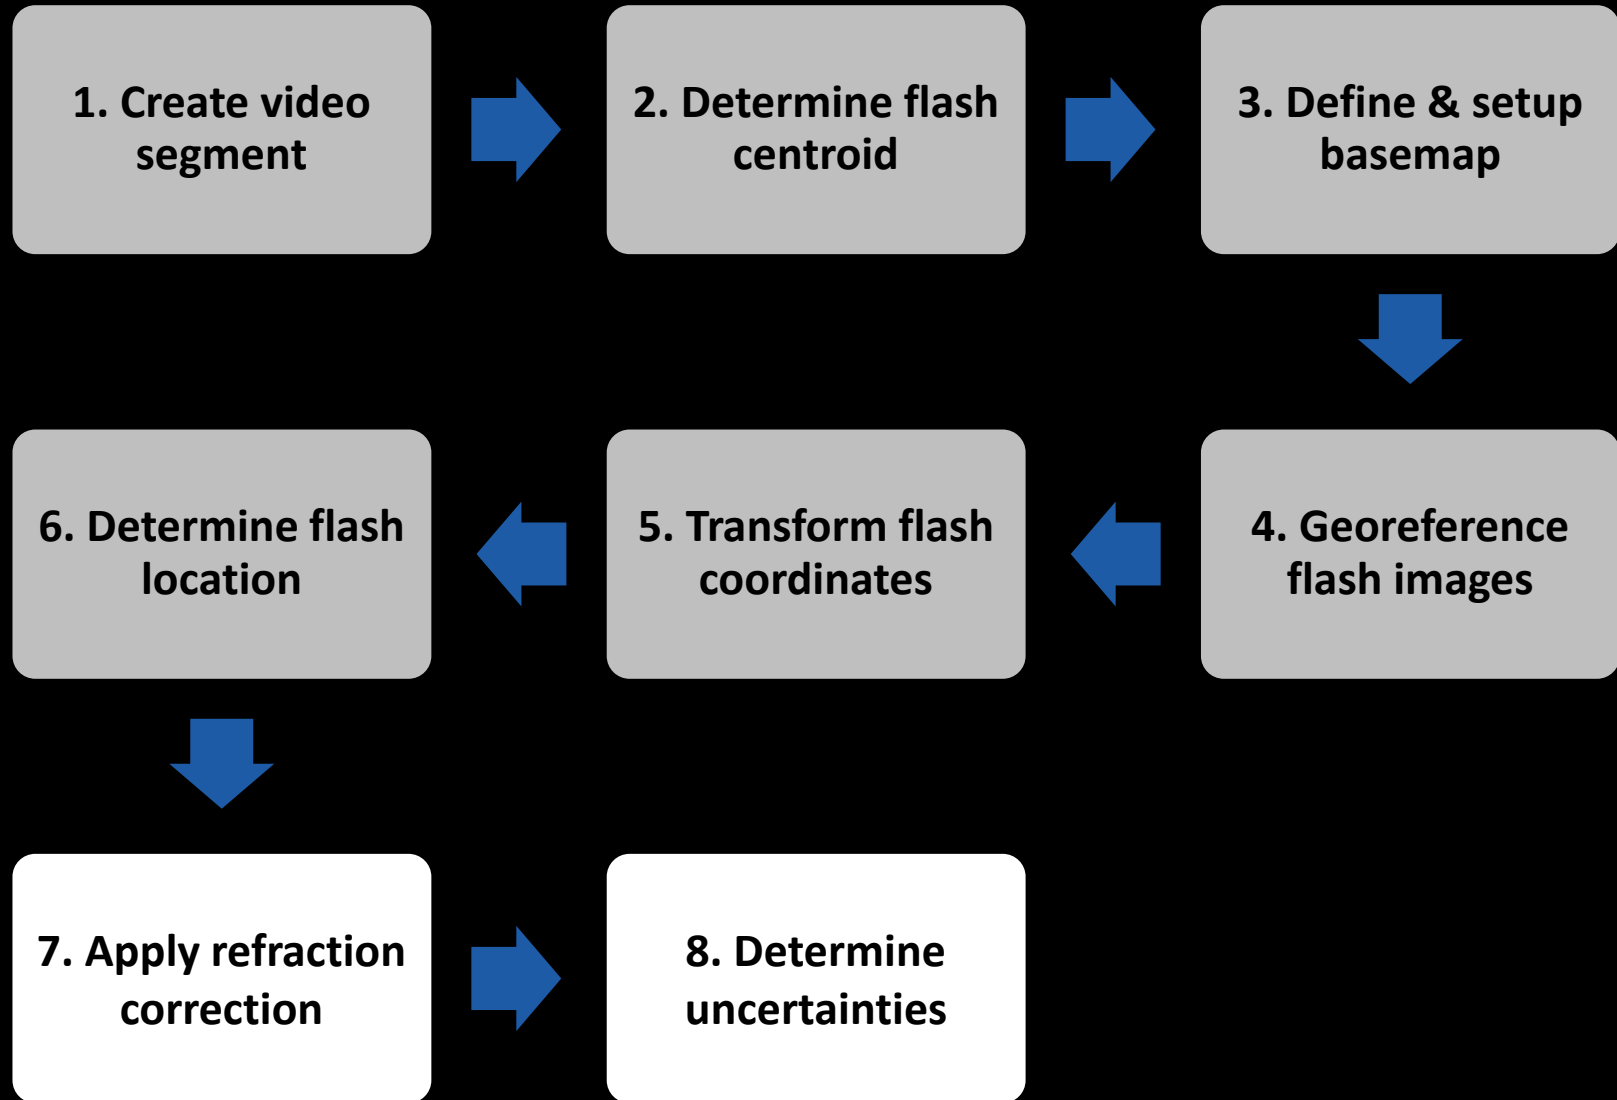 1. Create video
segment
2. Determine flash
centroid
3. Define & setup
basemap
4. Georeference
flash images
5. Transform flash
coordinates
6. Determine flash
location
7. Apply refraction
correction
8. Determine
uncertainties